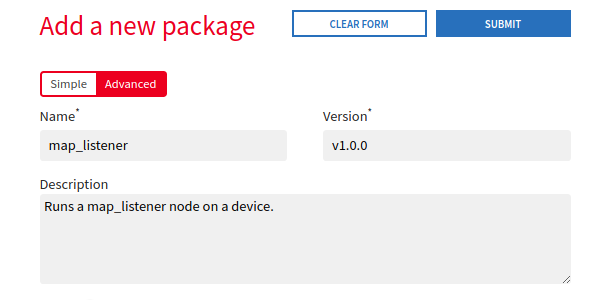 Add a new package
CLEAR FORM
SUBMIT
Simple
Advanced
Name*
Version*
map_listener
v1.0.0
Description
Runs a map_listener node on a device.